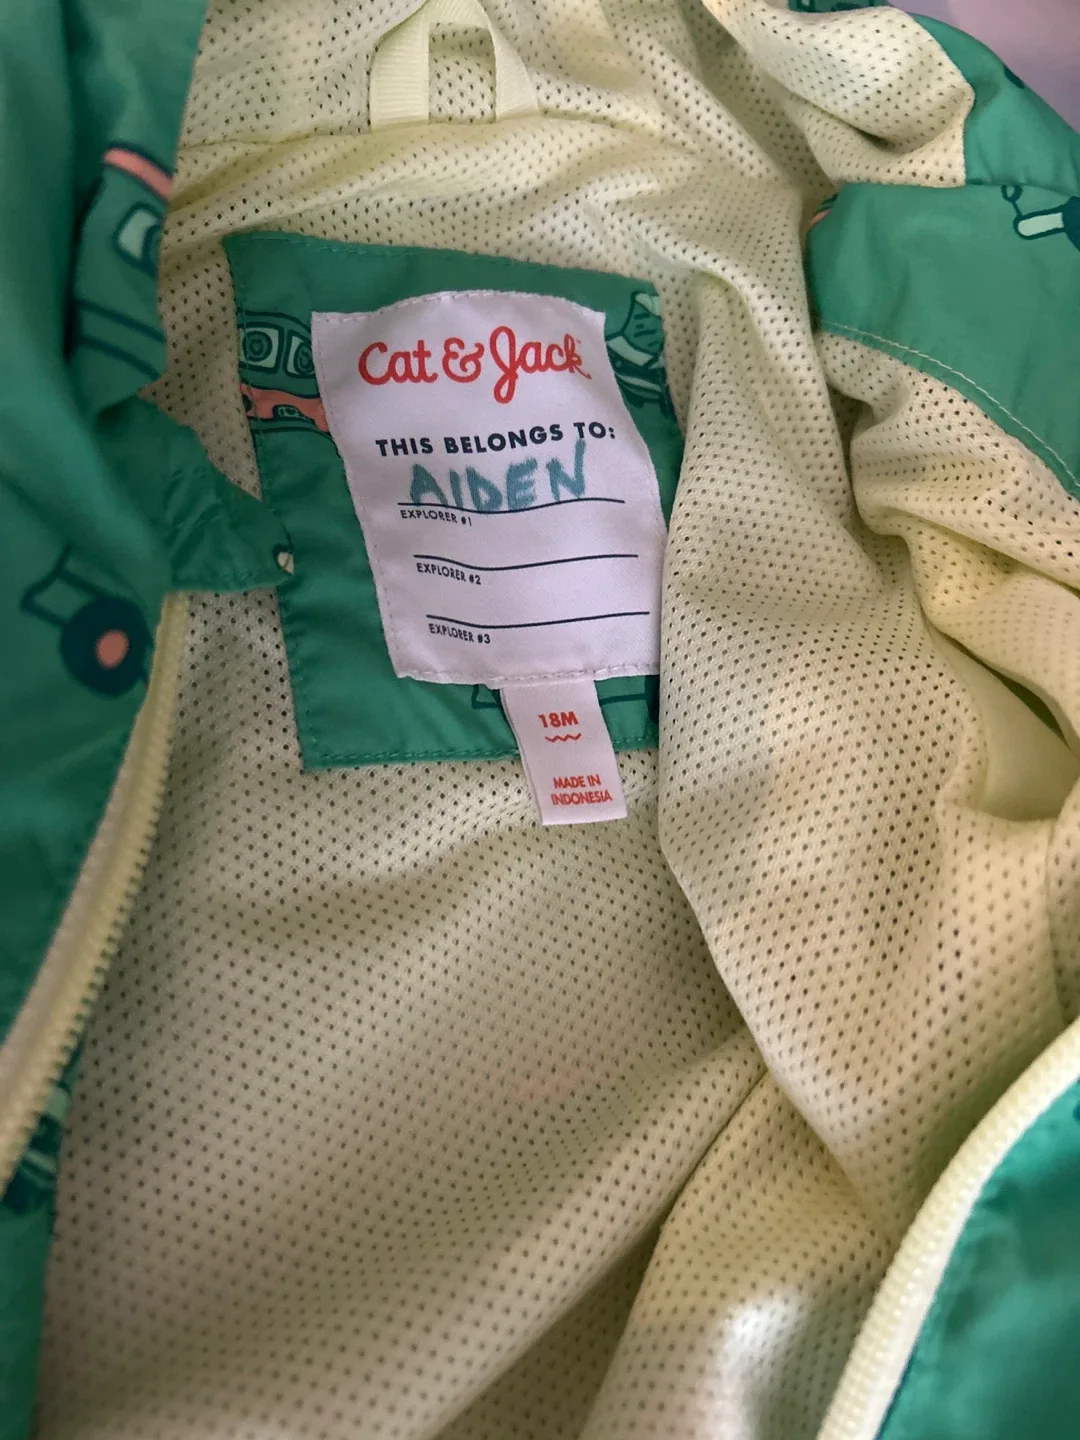 Cat & Jack
THIS BELONGS TO:
AIDEN
EXPLORER #1
EXPLORER #2
EXPLORER #3
18M
MADE IN
INDONESIA